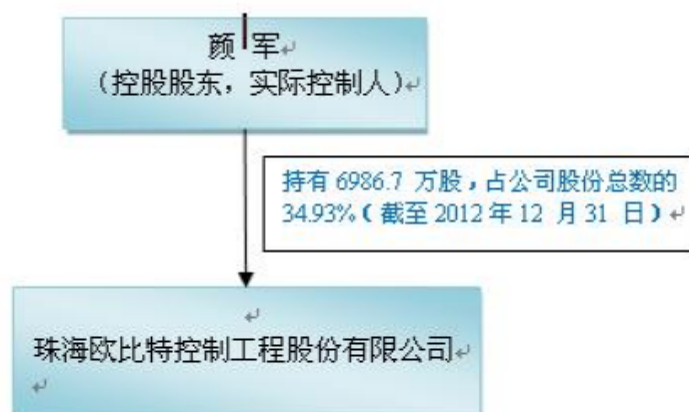 颜 军
（控股股东，实际控制人）
持有 6986.7 万股，占公司股份总数的
34.93%（截至 2012 年 12 月 31 日）
珠海欧比特控制工程股份有限公司